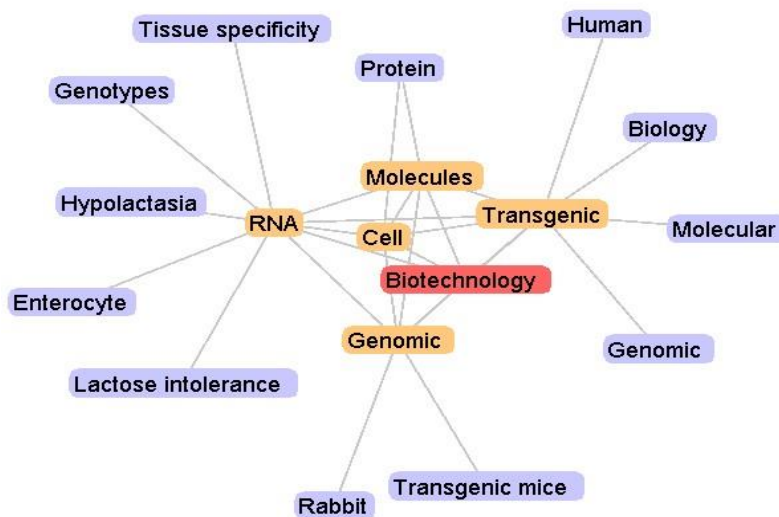 Human
Tissue specificity
Protein
Genotypes
Biology
Molecules
Hypolactasia
RNA
Transgenic
Molecular
Cell
Biotechnology
Enterocyte
Genomic
Genomic
Lactose intolerance
Transgenic mice
Rabbit